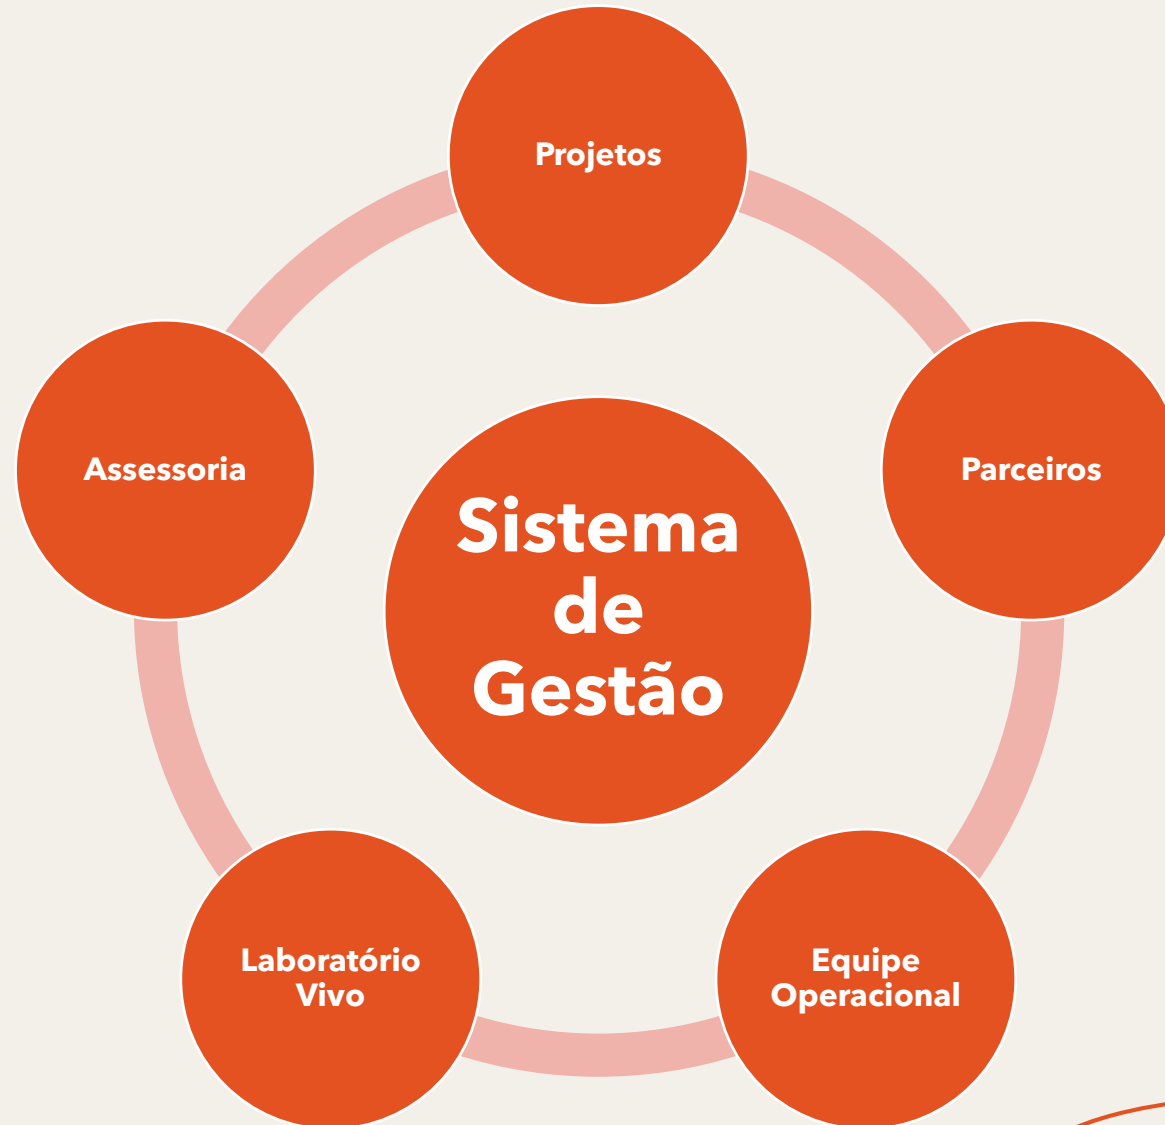 Projetos
Assessoria
Parceiros
Sistema
de
Gestão
Laboratório
Vivo
Equipe
Operacional